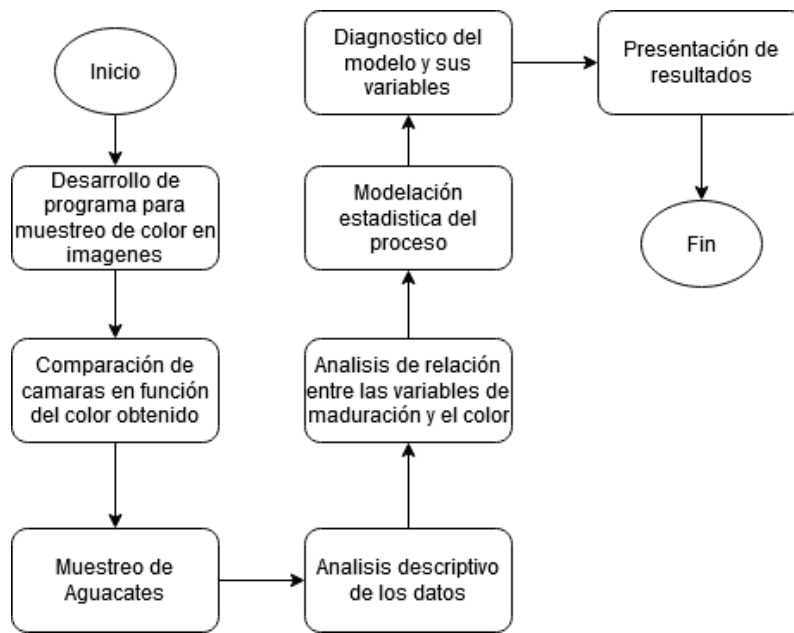 Inicio
Desarrollo de
programa para
muestreo de color en
imagenes
Comparación de
camaras en función
del color obtenido
Muestreo de
Aguacates
Analisis descriptivo
de los datos
Analisis de relación
entre las variables de
maduración y el color
Modelación
estadistica del
proceso
Diagnostico del
modelo y sus
variables
Presentación de
resultados
Fin